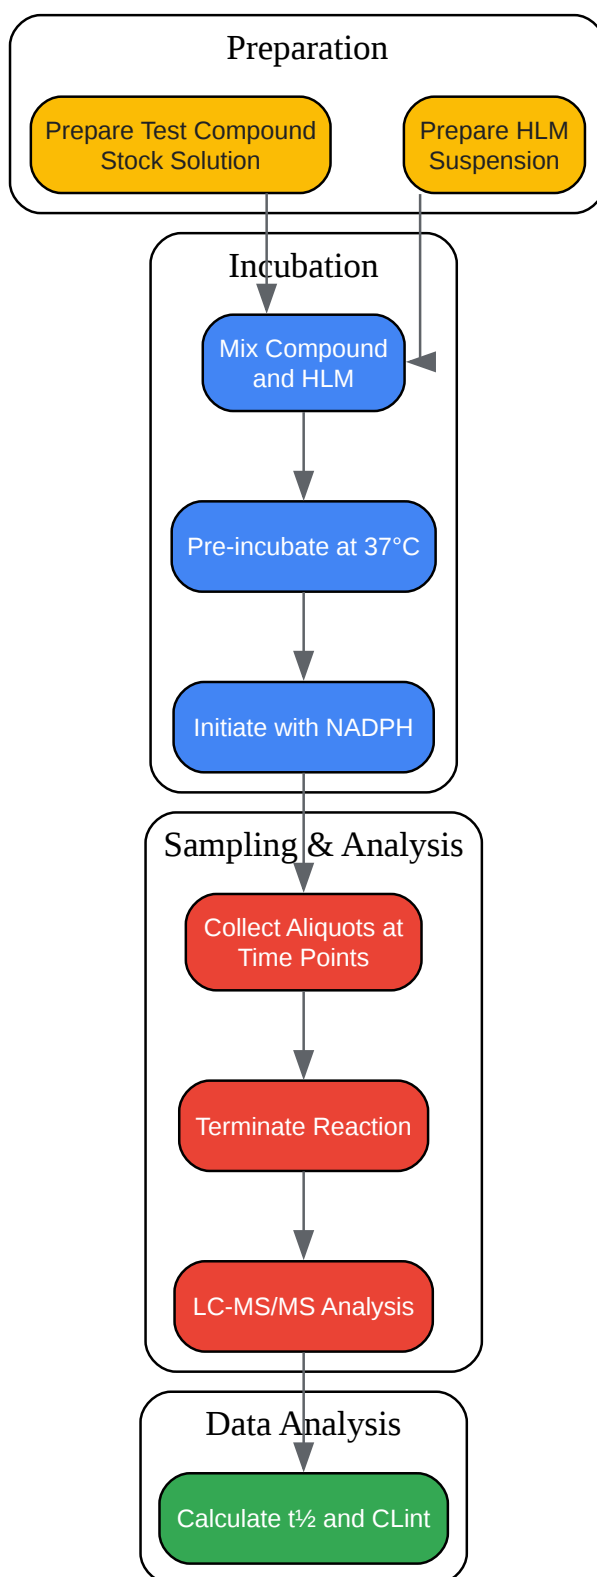 Preparation
Prepare Test Compound
Stock Solution
Prepare HLM
Suspension
Incubation
Mix Compound
and HLM
Pre-incubate at 37°C
Initiate with NADPH
Sampling & Analysis
Collect Aliquots at
Time Points
Terminate Reaction
LC-MS/MS Analysis
Data Analysis
Calculate t½ and CLint